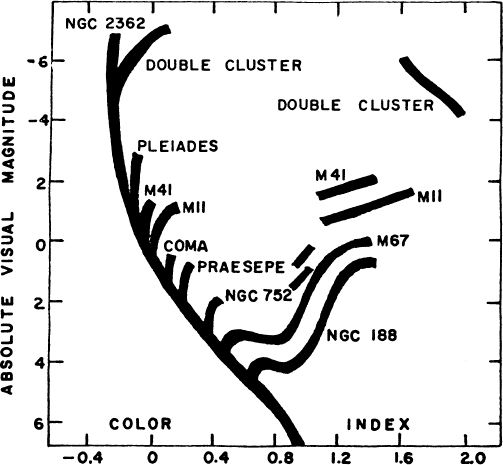 NGC 2362
DOUBLE CLUSTER
DOUBLE CLUSTER
PLEIADES
M41
M11
M41
M11
COMA
PRAESEPE
M67
NGC 752
NGC 188
COLOR INDEX
ABSOLUTE VISUAL MAGNITUDE
-6
-4
2
0
2
4
6
-0.4 0 0.4 0.8 1.2 1.6 2.0